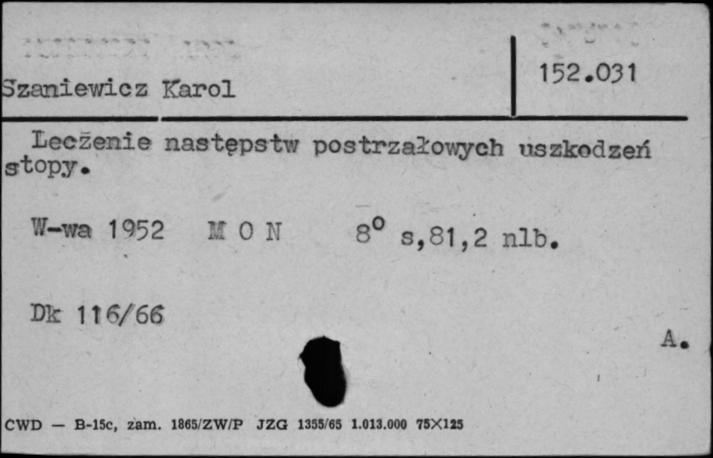 Szaniewicz Karol
152.031
Leczenie następstw postrzałowych uszkodzeń
stopy.
W-wa 1952 M O N 8° s,81,2 nlb.
Dk 116/66
A.
CWD — B-15c, zam. 1865/ZW/P JZG 1355/65 1.013.000 75X125